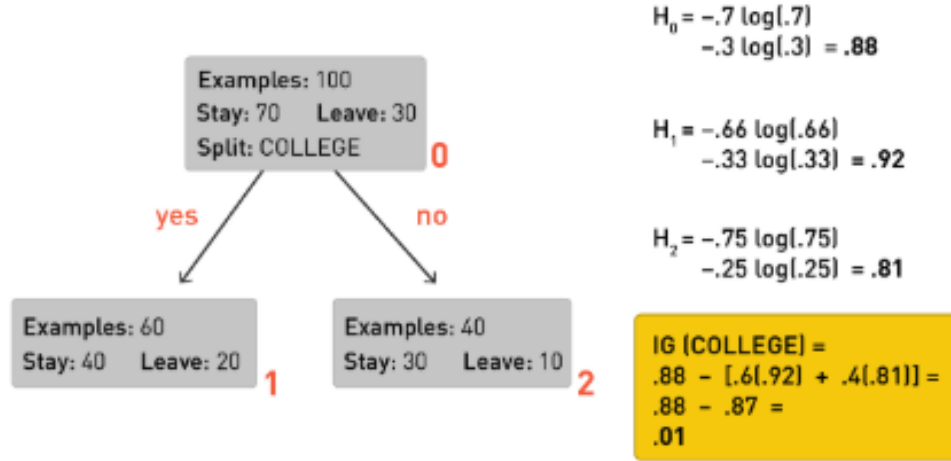 Examples: 100
Stay: 70 Leave: 30
Split: COLLEGE
0
yes
no
Examples: 60
Stay: 40 Leave: 20
1
Examples: 40
Stay: 30 Leave: 10
2
H₀ = –.7 log(.7)
–.3 log(.3) = .88
H₁ = –.66 log(.66)
–.33 log(.33) = .92
H₂ = –.75 log(.75)
–.25 log(.25) = .81
IG (COLLEGE) =
.88 – [.6(.92) + .4(.81)] =
.88 – .87 =
.01